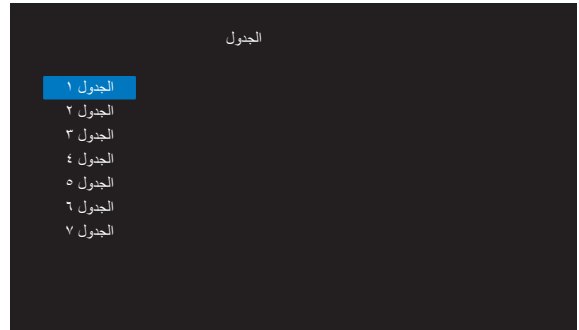 الجدول
الجدول ١
الجدول ٢
الجدول ٣
الجدول ٤
الجدول ٥
الجدول ٦
الجدول ٧